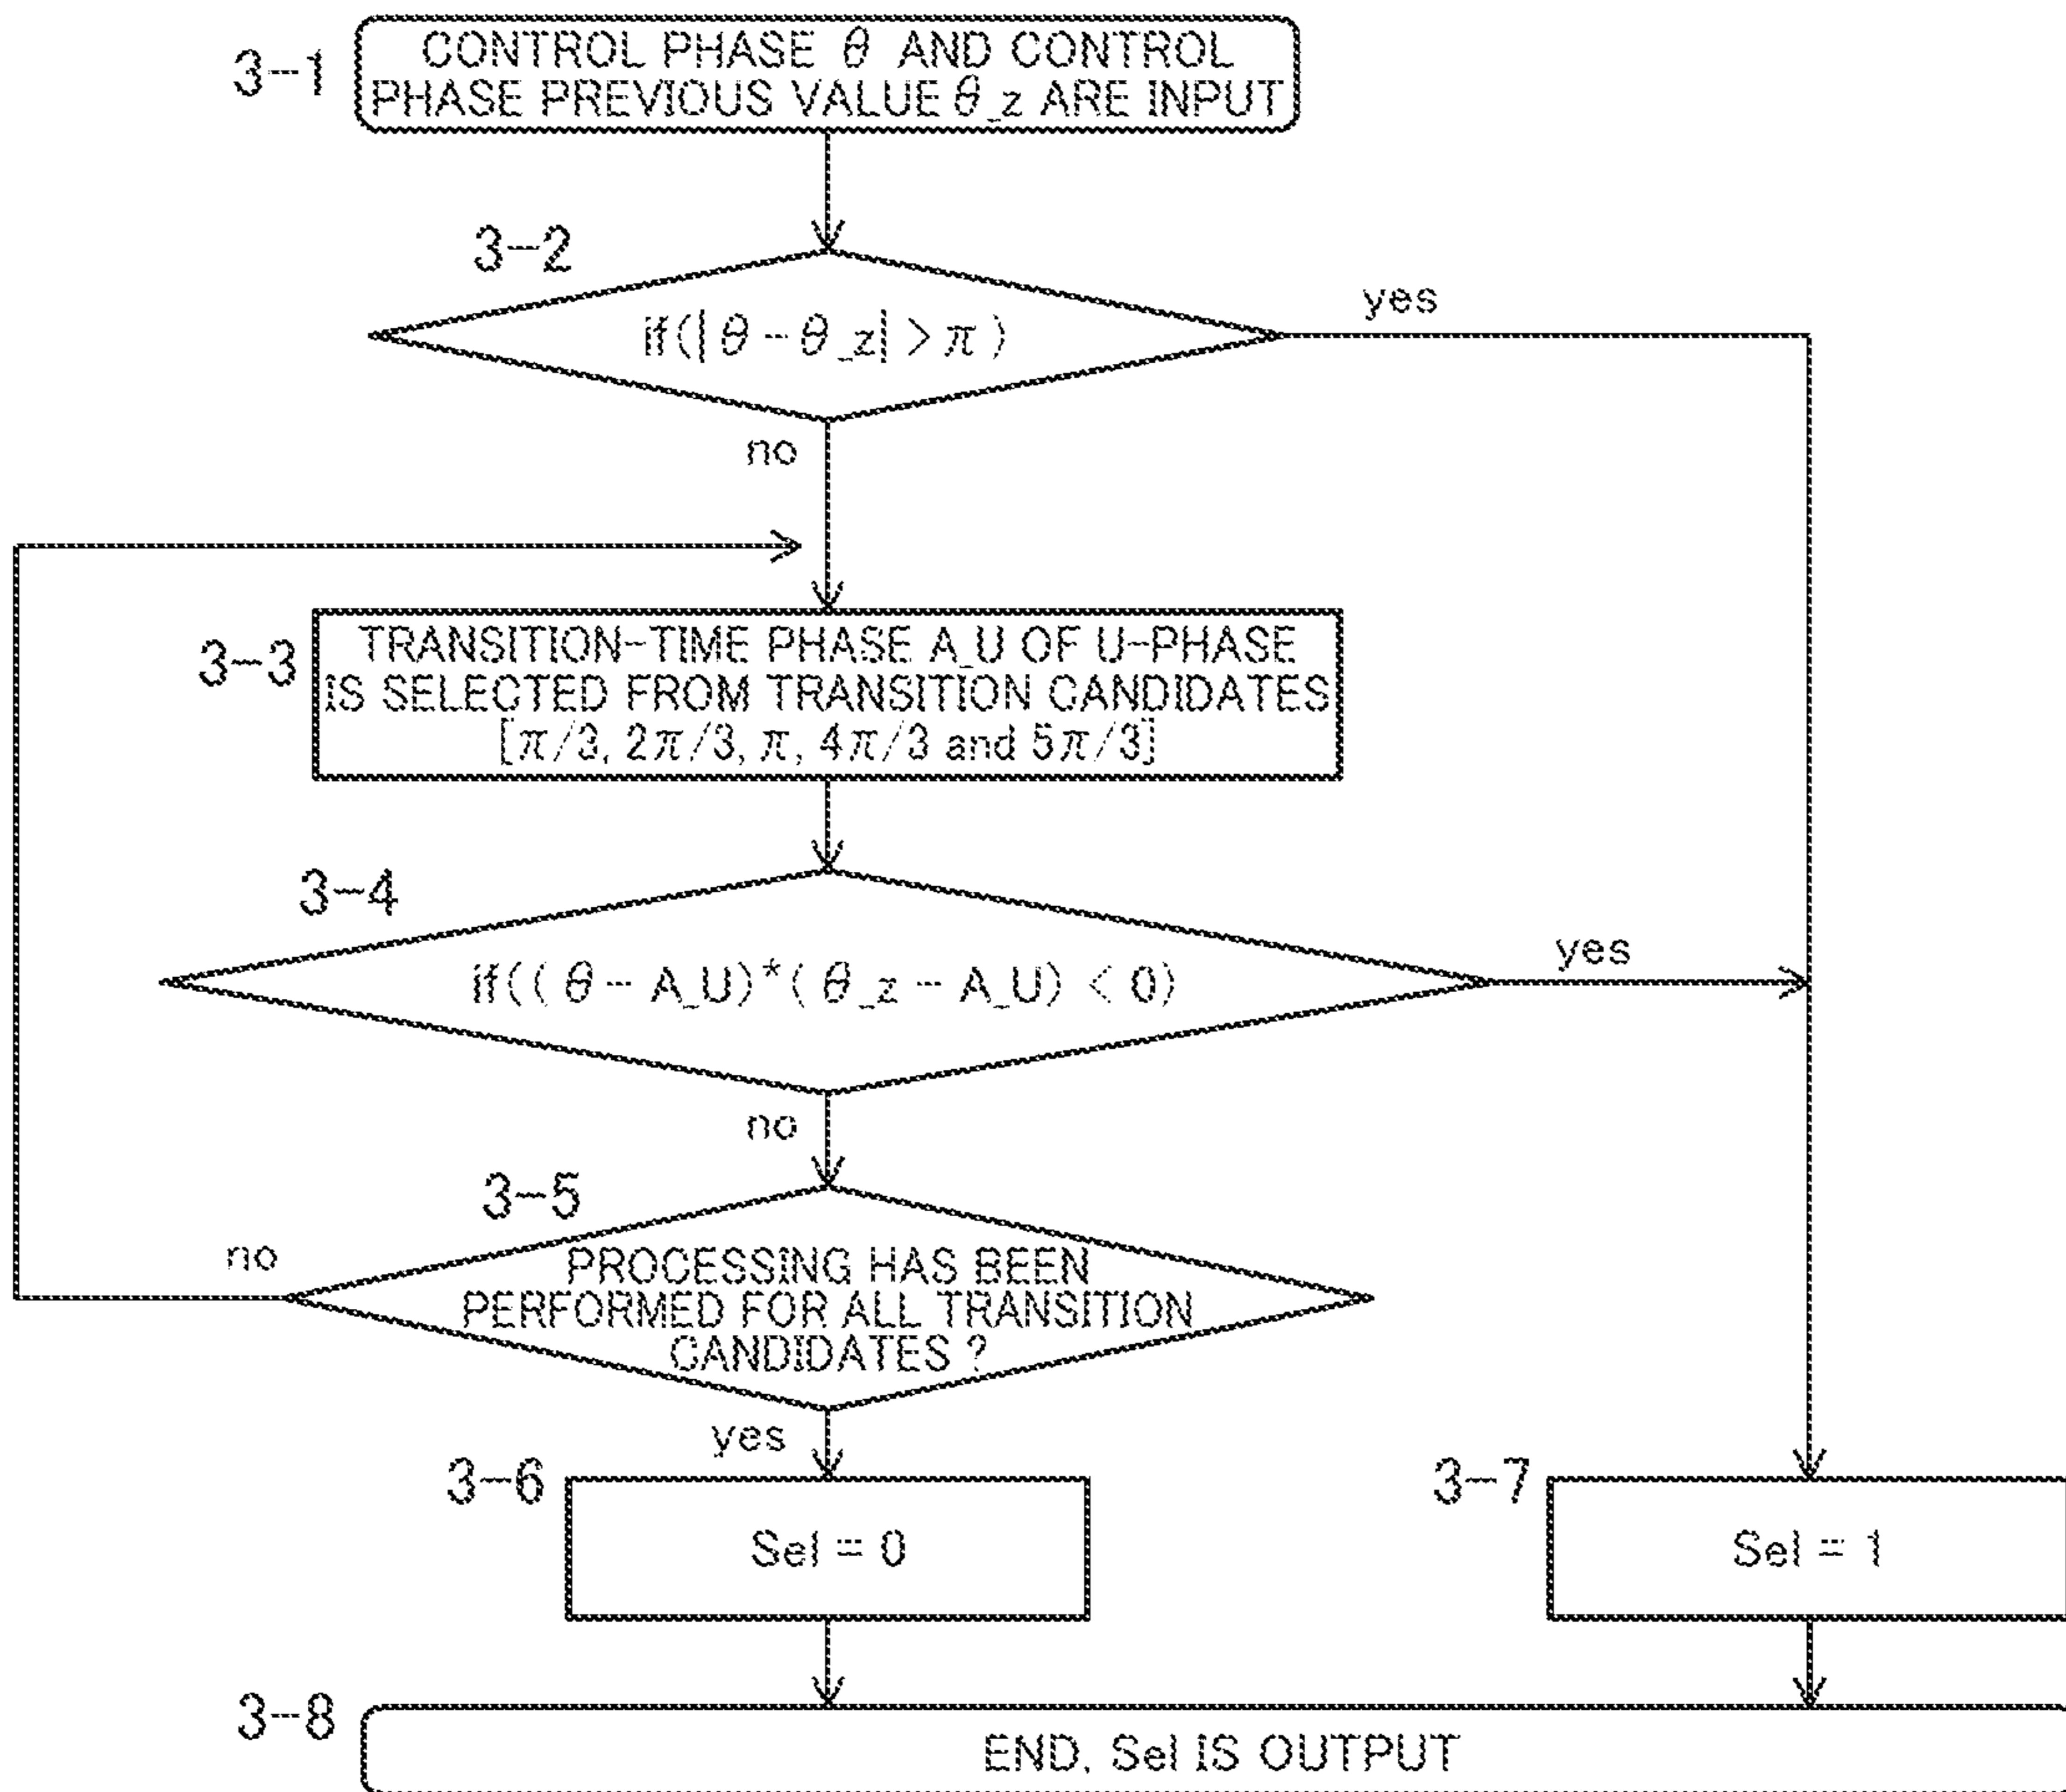 3-1
CONTROL PHASE θ AND CONTROL
PHASE PREVIOUS VALUE θ_z ARE INPUT
3-2
if(|θ-θ_z|>π)
yes
no
3-3
TRANSITION-TIME PHASE A_U OF U-PHASE
IS SELECTED FROM TRANSITION CANDIDATES
[π/3, 2π/3, π, 4π/3 and 5π/3]
3-4
if((θ-A_U)*(θ_z-A_U) < 0)
yes
no
3-5
PROCESSING HAS BEEN
PERFORMED FOR ALL TRANSITION
CANDIDATES ?
no
yes
3-6
Sel = 0
3-7
Sel = 1
3-8
END, Sel IS OUTPUT